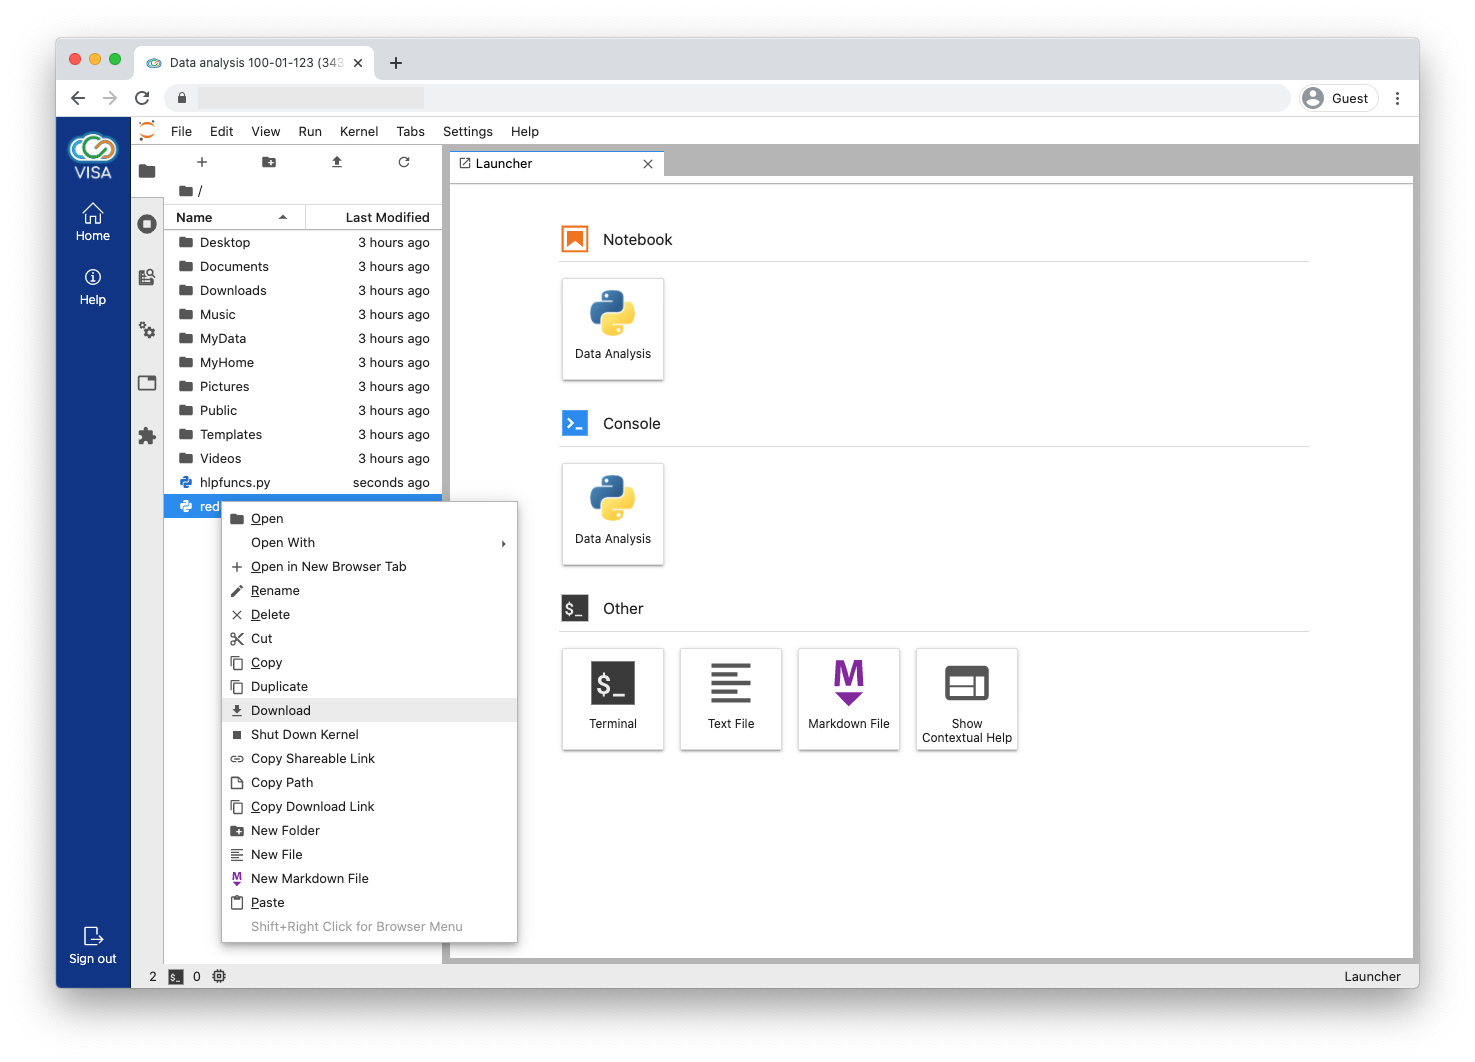 Data analysis 100-01-123 (343
Guest
VISA
Home
Help
Sign out
File Edit View Run Kernel Tabs Settings Help
/
Name Last Modified
Desktop 3 hours ago
Documents 3 hours ago
Downloads 3 hours ago
Music 3 hours ago
MyData 3 hours ago
MyHome 3 hours ago
Pictures 3 hours ago
Public 3 hours ago
Templates 3 hours ago
Videos 3 hours ago
hlpfuncs.py seconds ago
red
Open
Open With
Open in New Browser Tab
Rename
Delete
Cut
Copy
Duplicate
Download
Shut Down Kernel
Copy Shareable Link
Copy Path
Copy Download Link
New Folder
New File
New Markdown File
Paste
Shift+Right Click for Browser Menu
Launcher
Notebook
Data Analysis
>_ Console
Data Analysis
$_ Other
$_
Terminal
Text File
M
Markdown File
Show
Contextual Help
2 $_ 0
Launcher